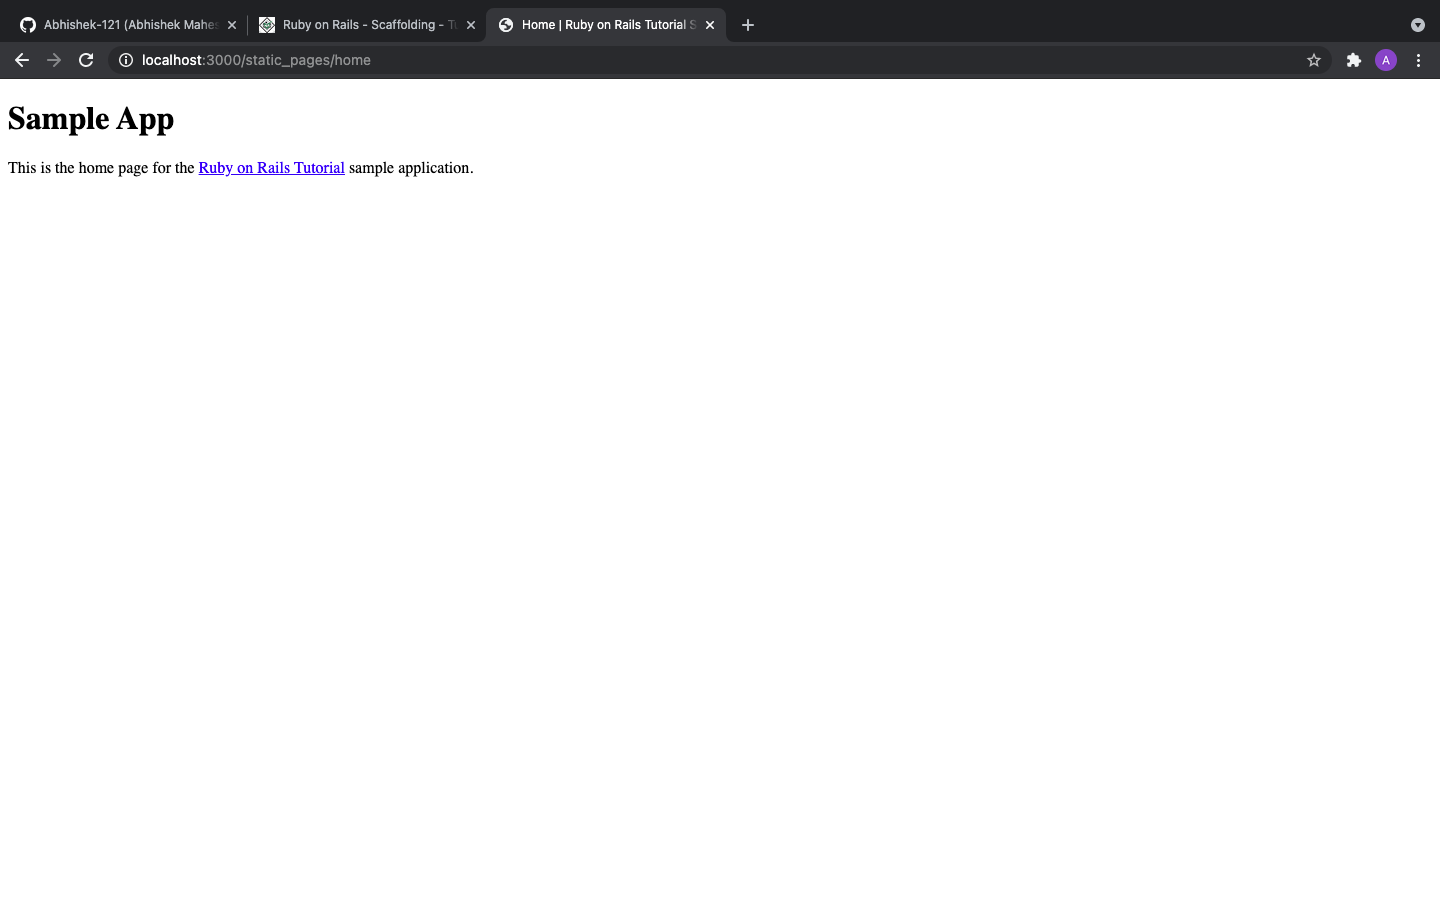 Abhishek-121 (Abhishek Mahes
Ruby on Rails - Scaffolding - Tu
Home | Ruby on Rails Tutorial S
localhost:3000/static_pages/home
A
Sample App
This is the home page for the Ruby on Rails Tutorial sample application.